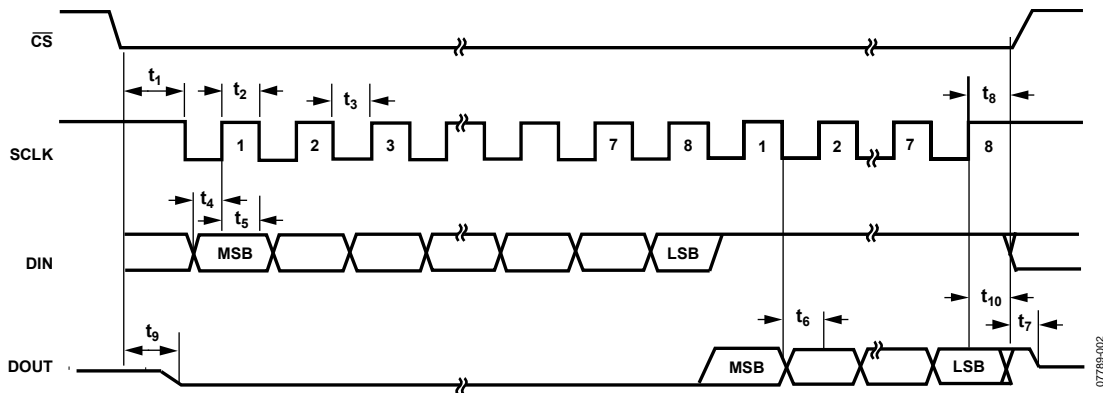 CS
t1
t2
t3
t8
SCLK
1
2
3
7
8
1
2
7
8
t4
t5
DIN
MSB
LSB
t10
t9
t6
t7
DOUT
MSB
LSB
07789-002